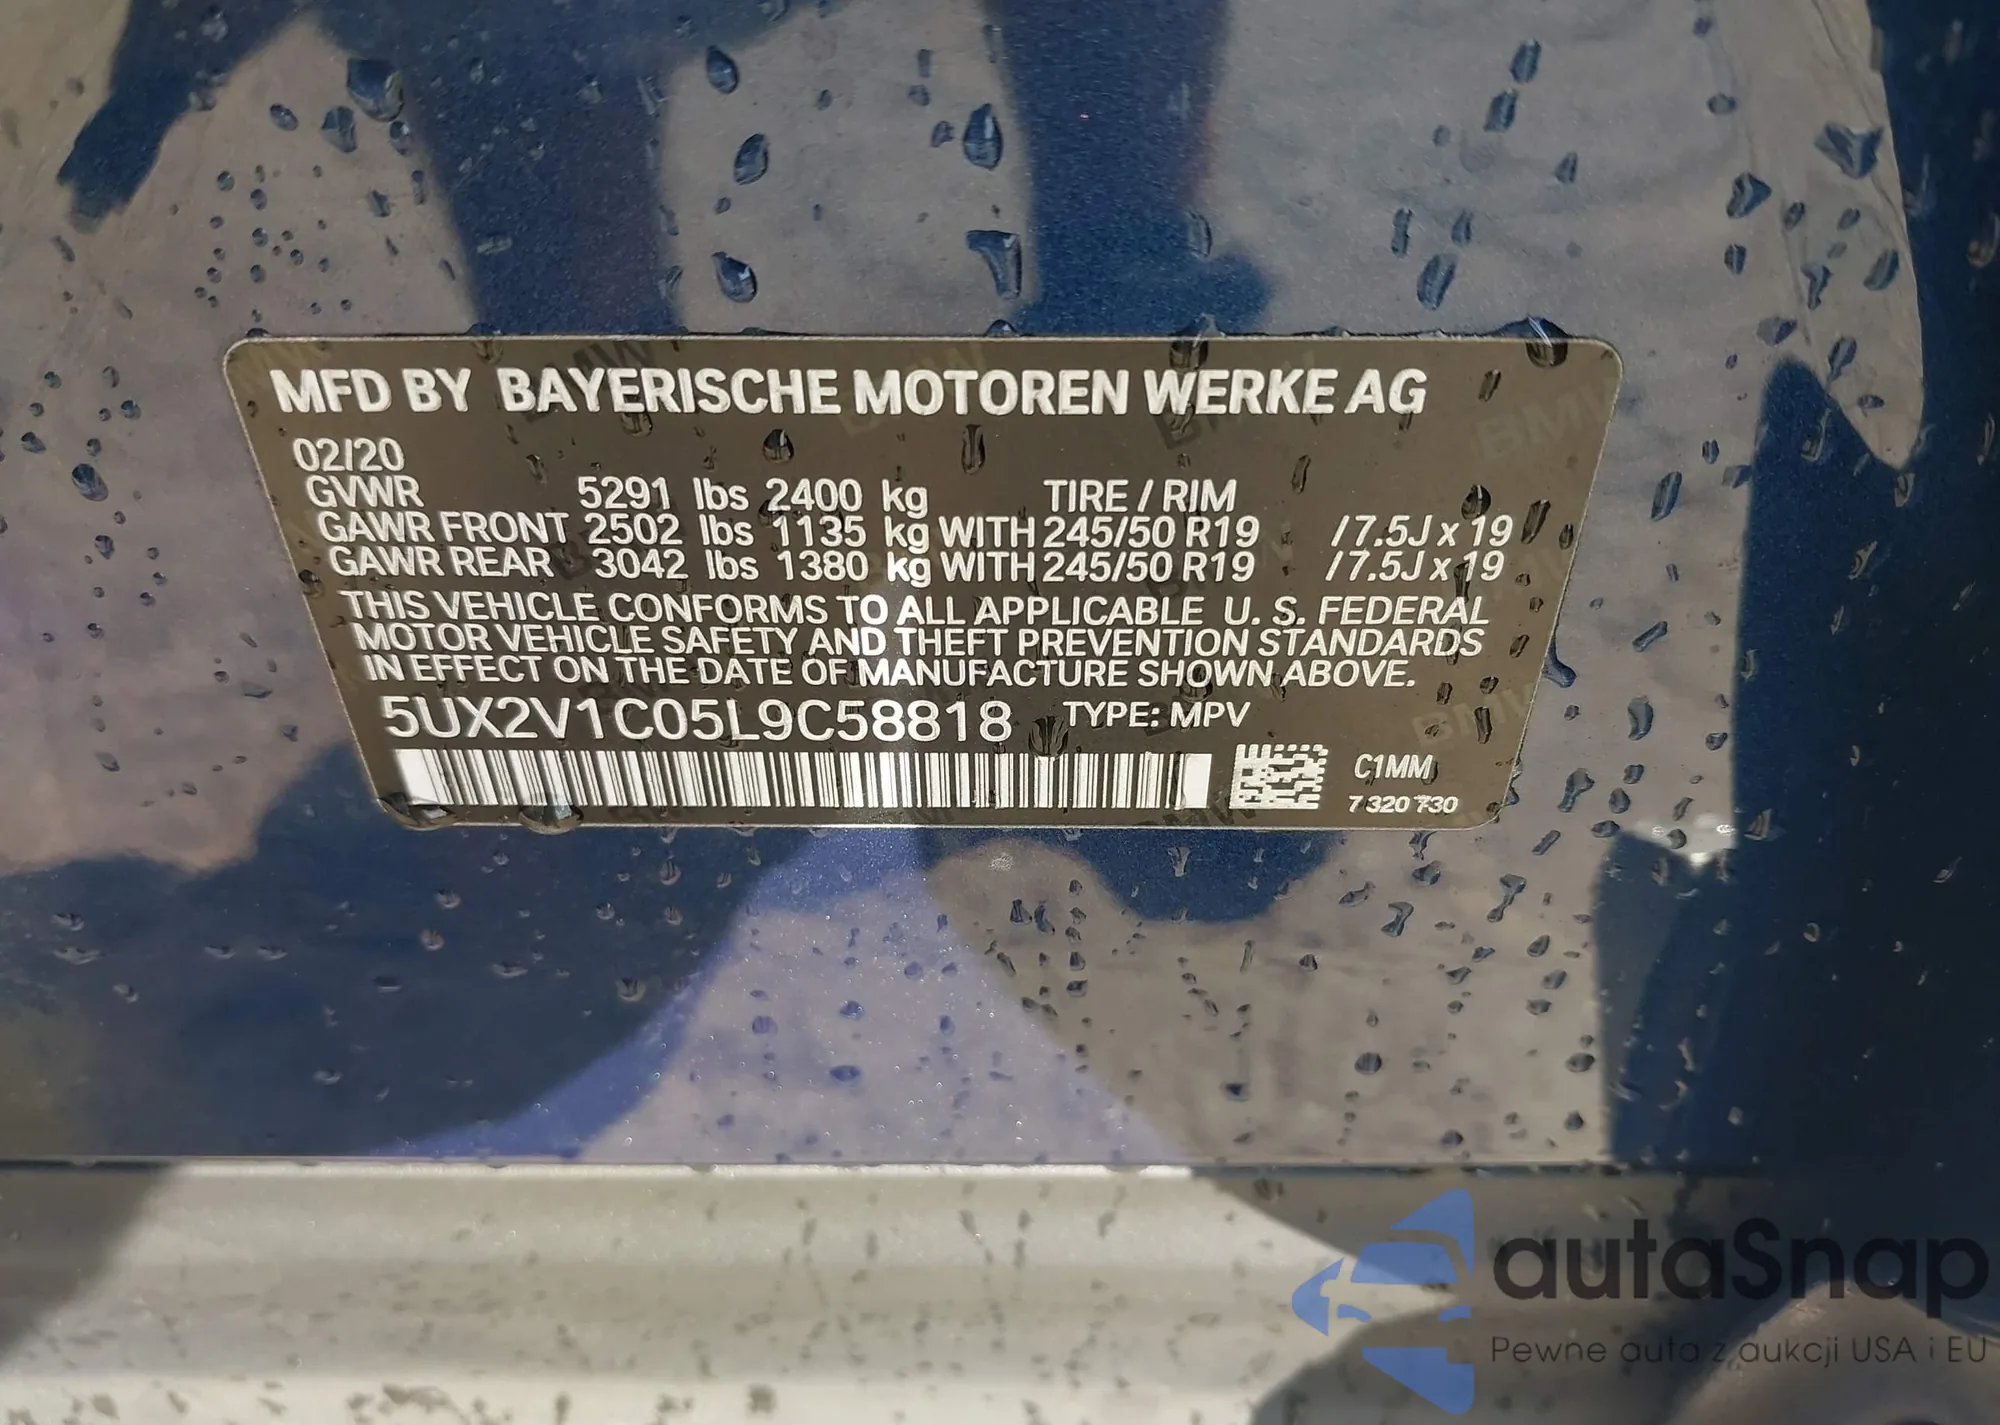 MFD BY BAYERISCHE MOTOREN WERKE AG
02/20
GVWR 5291 lbs 2400 kg TIRE / RIM
GAWR FRONT 2502 lbs 1135 kg WITH 245/50 R19 / 7.5J x 19
GAWR REAR 3042 lbs 1380 kg WITH 245/50 R19 / 7.5J x 19
THIS VEHICLE CONFORMS TO ALL APPLICABLE U. S. FEDERAL
MOTOR VEHICLE SAFETY AND THEFT PREVENTION STANDARDS
IN EFFECT ON THE DATE OF MANUFACTURE SHOWN ABOVE.
5UX2V1C05L9C58818 TYPE: MPV
C1MM
7 320 730
autaSnap
Pewne auta z aukcji USA i EU